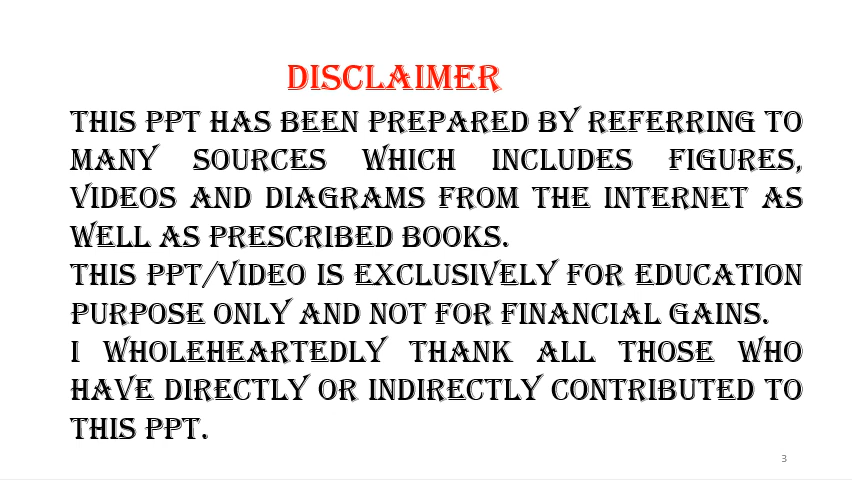 DISCLAIMER
THIS PPT HAS BEEN PREPARED BY REFERRING TO
MANY SOURCES WHICH INCLUDES FIGURES,
VIDEOS AND DIAGRAMS FROM THE INTERNET AS
WELL AS PRESCRIBED BOOKS.
THIS PPT/VIDEO IS EXCLUSIVELY FOR EDUCATION
PURPOSE ONLY AND NOT FOR FINANCIAL GAINS.
I WHOLEHEARTEDLY THANK ALL THOSE WHO
HAVE DIRECTLY OR INDIRECTLY CONTRIBUTED TO
THIS PPT.
3